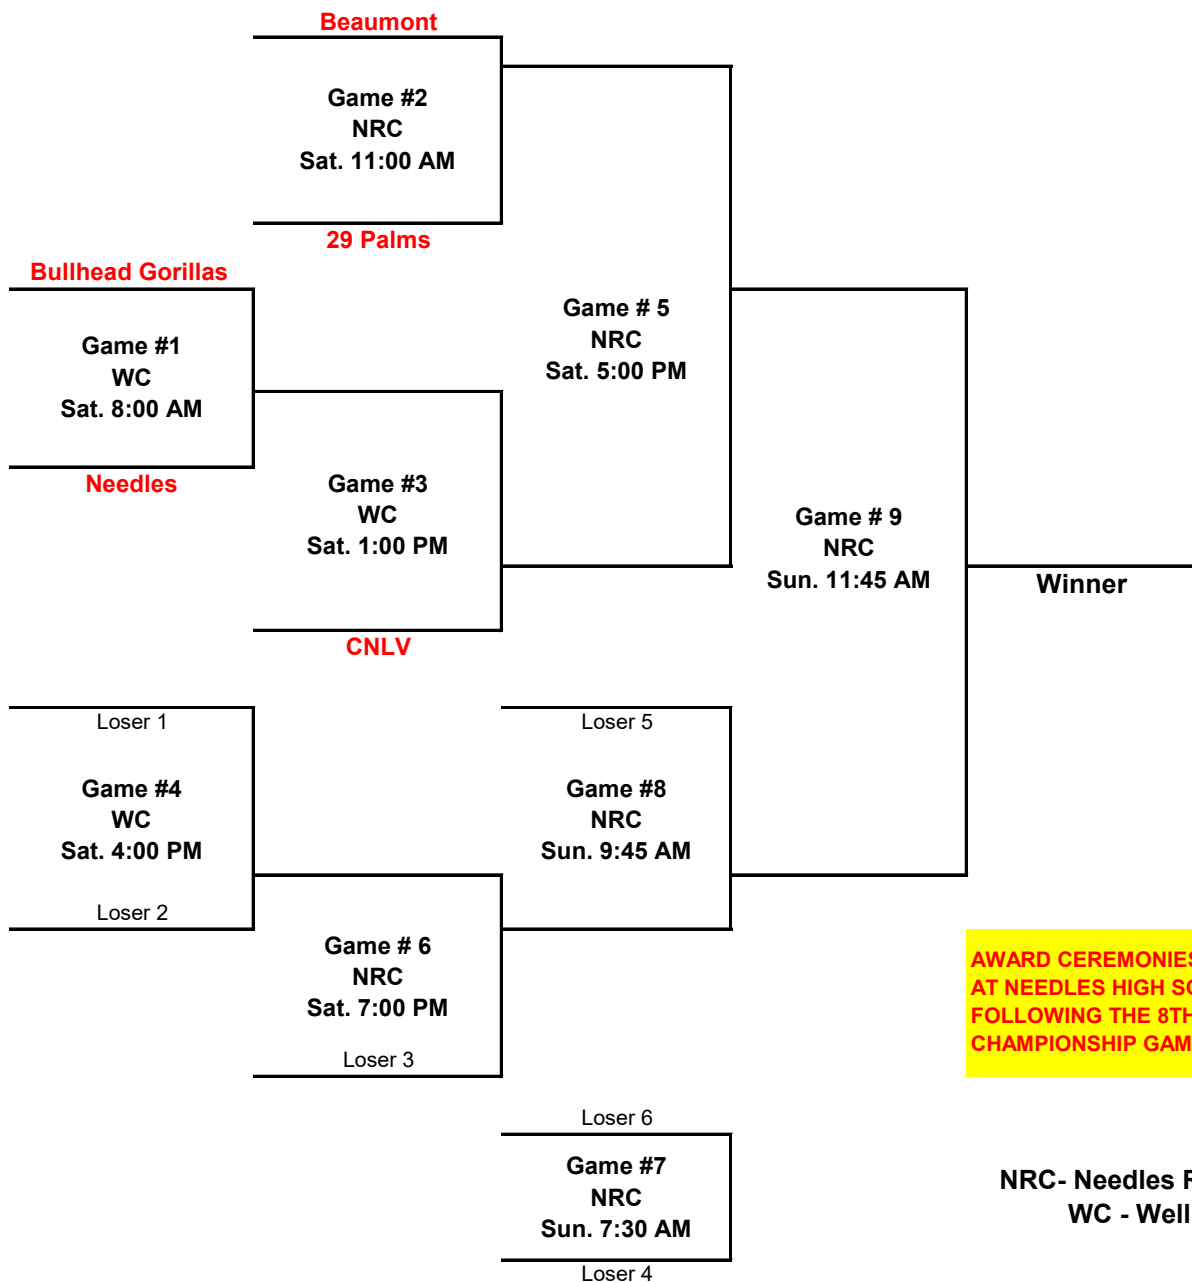 Beaumont
Game #2
NRC
Sat. 11:00 AM
29 Palms
Bullhead Gorillas
Game #1
WC
Sat. 8:00 AM
Needles
Game # 5
NRC
Sat. 5:00 PM
Game #3
WC
Sat. 1:00 PM
CNLV
Game # 9
NRC
Sun. 11:45 AM
Winner
Loser 1
Game #4
WC
Sat. 4:00 PM
Loser 2
Loser 5
Game #8
NRC
Sun. 9:45 AM
Game # 6
NRC
Sat. 7:00 PM
Loser 3
AWARD CEREMONIES
AT NEEDLES HIGH
FOLLOWING THE 8TH
CHAMPIONSHIP
Loser 6
Game #7
NRC
Sun. 7:30 AM
Loser 4
NRC- Needles
WC - Well